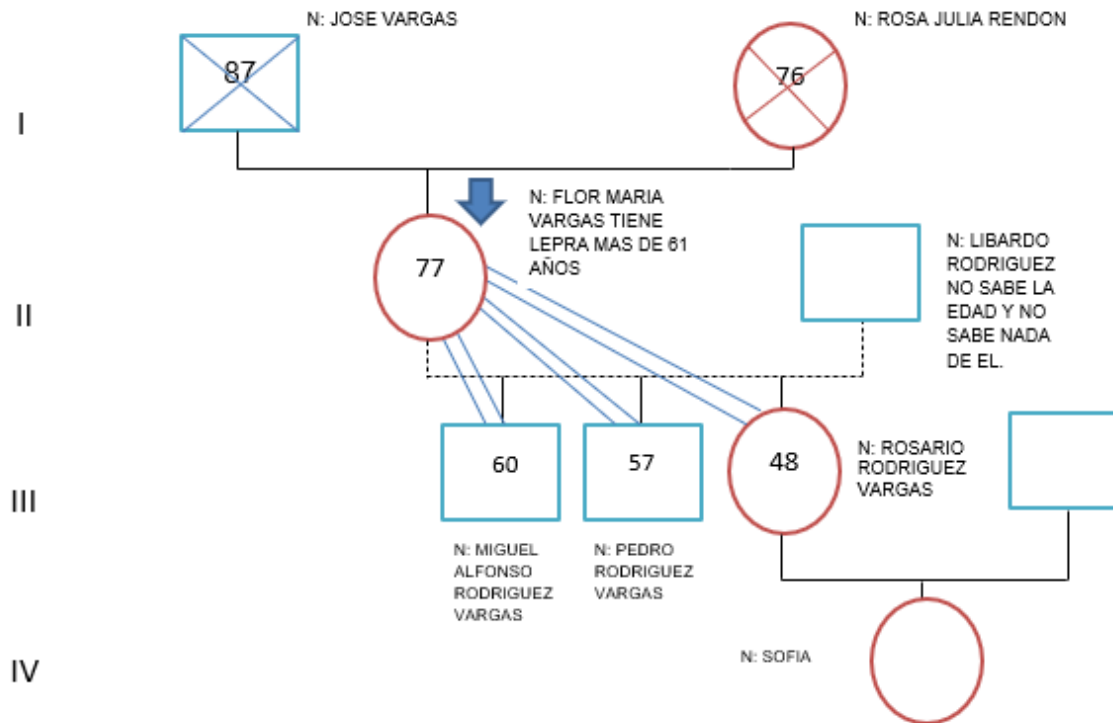 N: JOSE VARGAS
N: ROSA JULIA RENDON
87
76
I
N: FLOR MARIA
VARGAS TIENE
LEPRA MAS DE 61
AÑOS
77
N: LIBARDO
RODRIGUEZ
NO SABE LA
EDAD Y NO
SABE NADA
DE EL.
II
60
57
48
N: ROSARIO
RODRIGUEZ
VARGAS
III
N: MIGUEL
ALFONSO
RODRIGUEZ
VARGAS
N: PEDRO
RODRIGUEZ
VARGAS
N: SOFIA
IV